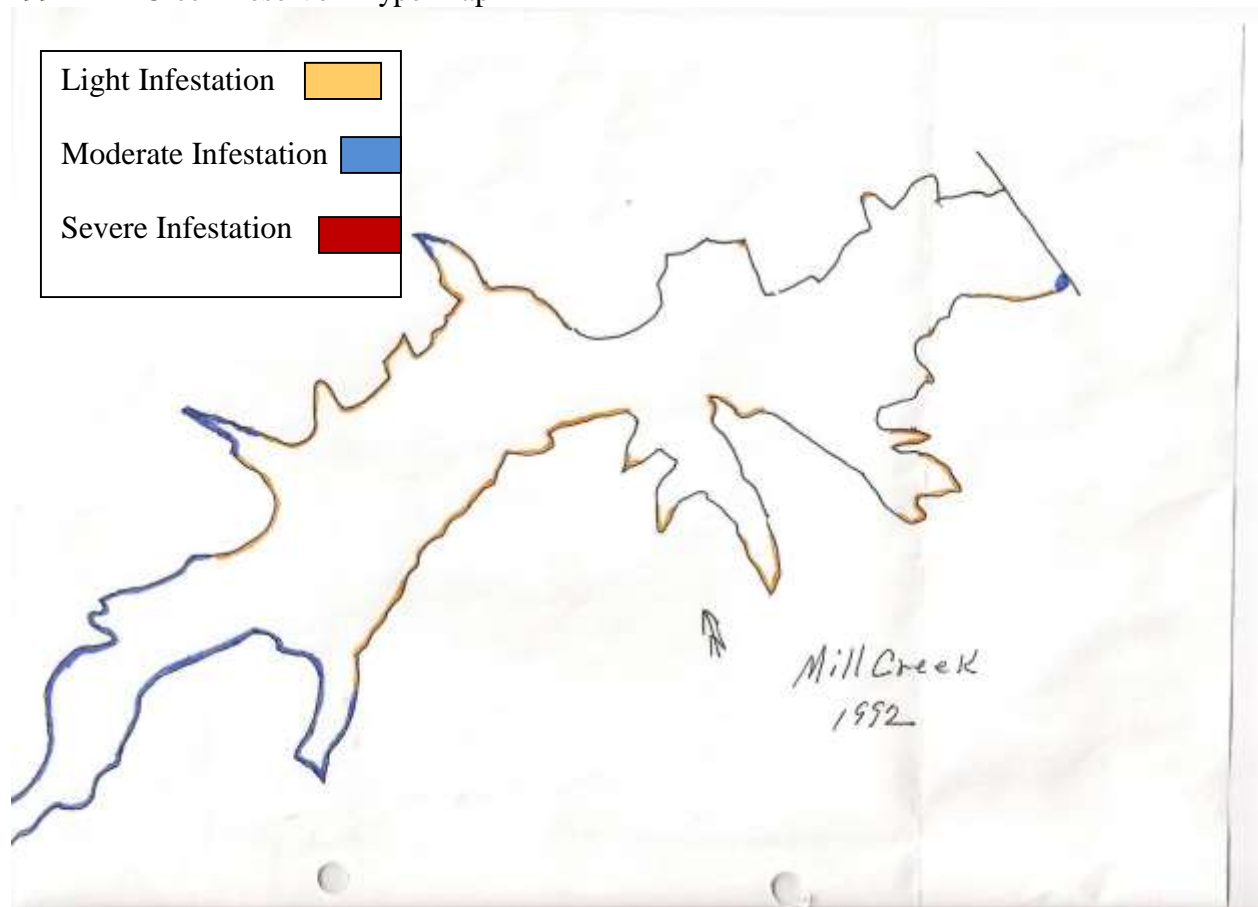 Light Infestation
Moderate Infestation
Severe Infestation
N
Mill Creek
1992